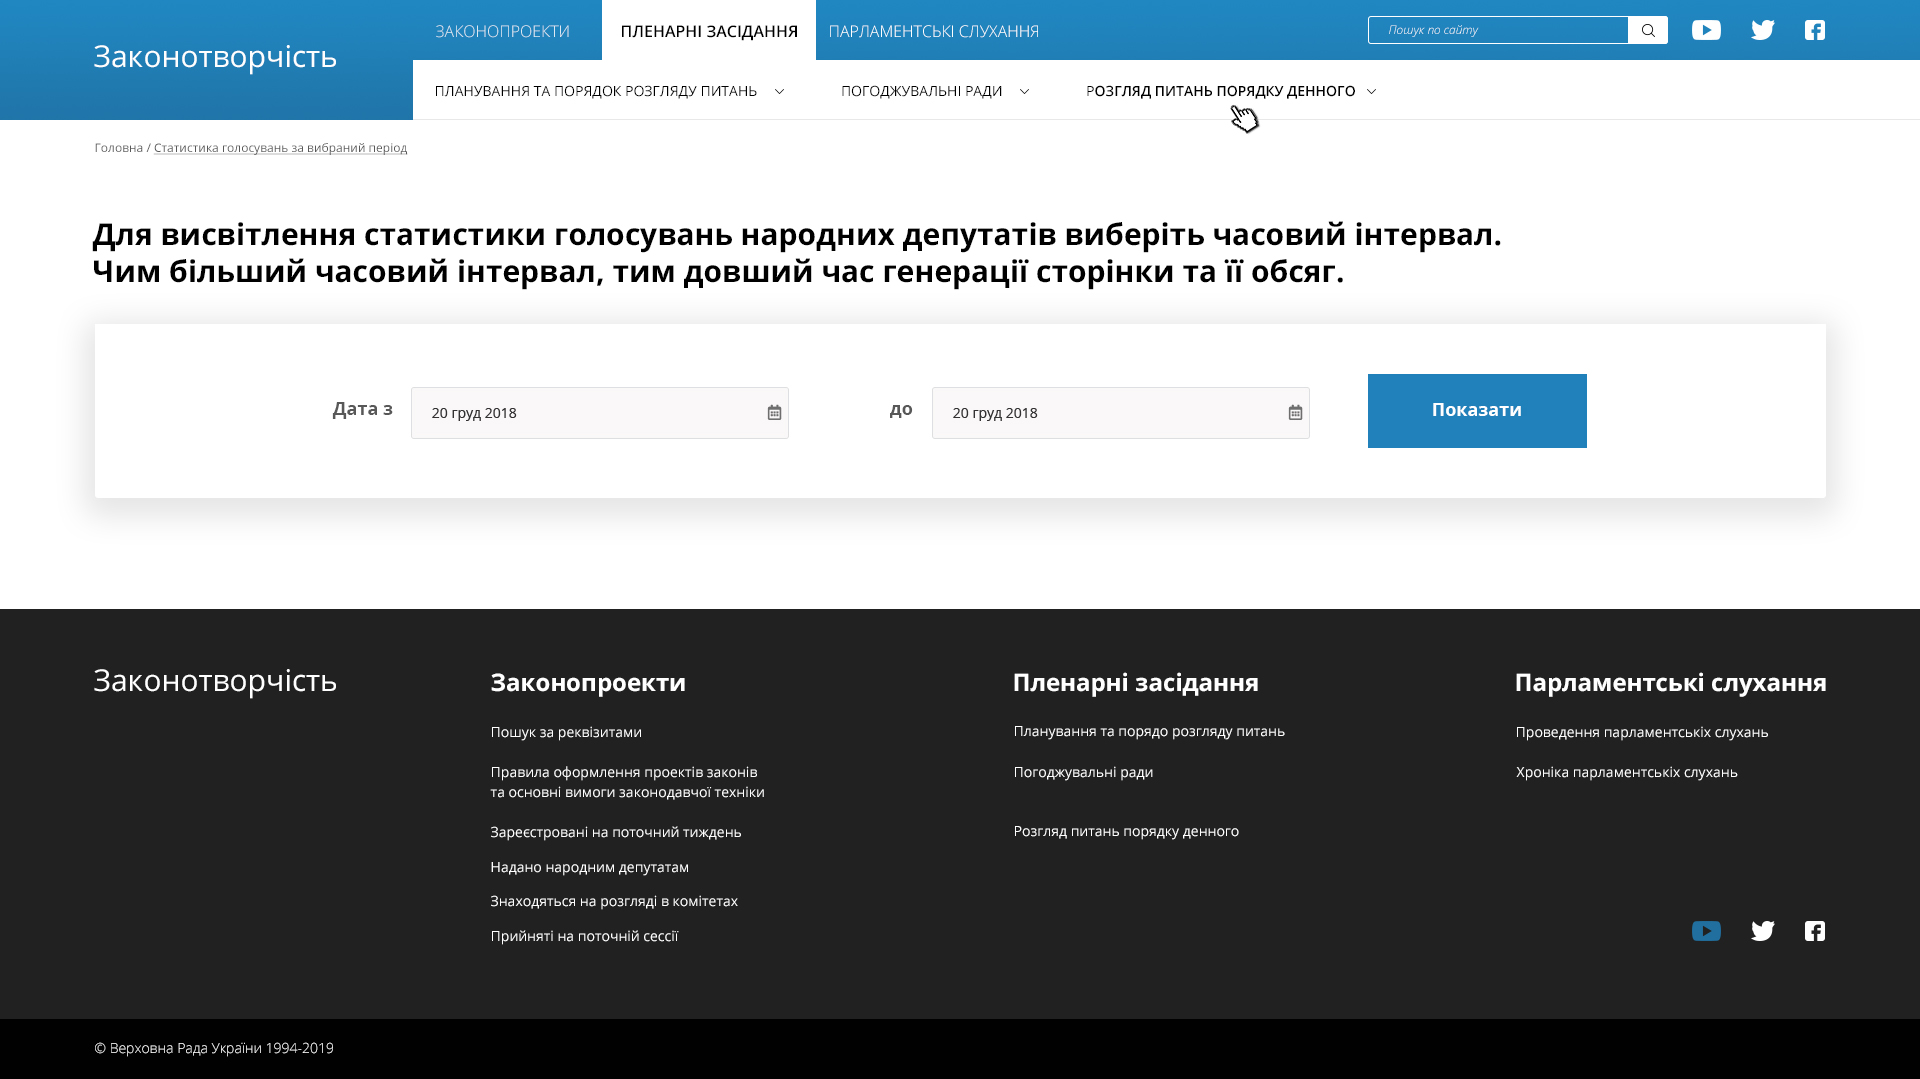 Законотворчість
ЗАКОНОПРОЕКТИ
ПЛЕНАРНІ ЗАСІДАННЯ
ПАРЛАМЕНТСЬКІ СЛУХАННЯ
Пошук по сайту
ПЛАНУВАННЯ ТА ПОРЯДОК РОЗГЛЯДУ ПИТАНЬ
ПОГОДЖУВАЛЬНІ РАДИ
РОЗГЛЯД ПИТАНЬ ПОРЯДКУ ДЕННОГО
Головна / Статистика голосувань за вибраний період
Для висвітлення статистики голосувань народних депутатів виберіть часовий інтервал.
Чим більший часовий інтервал, тим довший час генерації сторінки та її обсяг.
Дата з
20 груд 2018
до
20 груд 2018
Показати
Законотворчість
Законопроекти
Пошук за реквізитами
Правила оформлення проектів законів
та основні вимоги законодавчої техніки
Зареєстровані на поточний тиждень
Надано народним депутатам
Знаходяться на розгляді в комітетах
Прийняті на поточній сессії
Пленарні засідання
Планування та порядо розгляду питань
Погоджувальні ради
Розгляд питань порядку денного
Парламентські слухання
Проведення парламентськіх слухань
Хроніка парламентськіх слухань
© Верховна Рада України 1994-2019